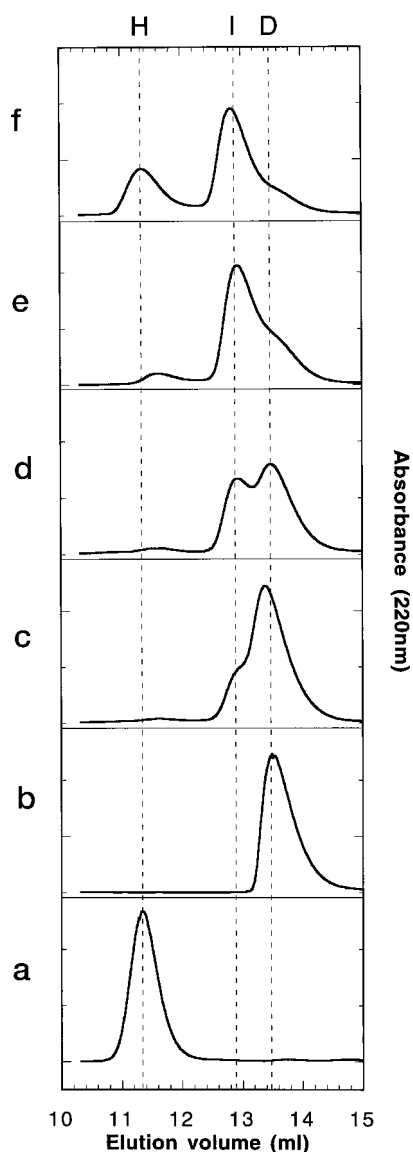 H I D
f
e
d
c
b
a
Absorbance (220nm)
10 11 12 13 14 15
Elution volume (ml)